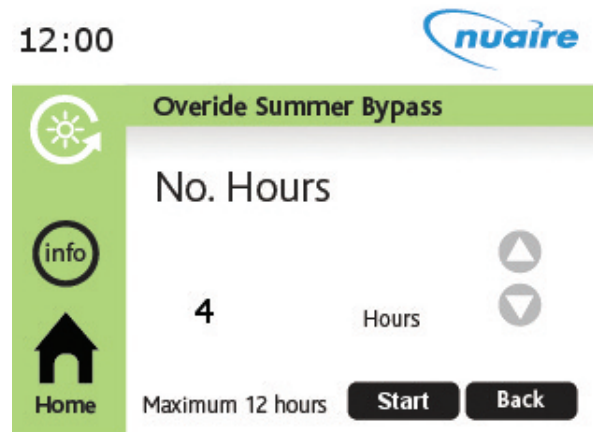 12:00
nuaire
Overide Summer Bypass
No. Hours
info
4 Hours
Home
Maximum 12 hours Start Back